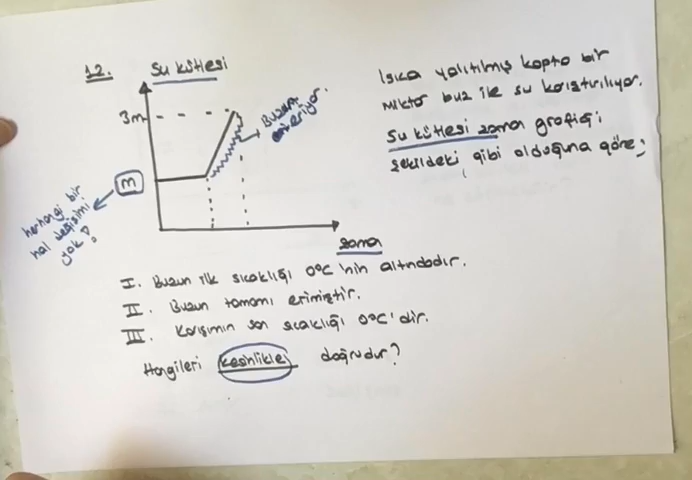 12. Su kütlesi
3m
Buzun
eriyor.
m
herhangi bir
hal değişimi
yok!
zaman
Isıca yalıtılmış kapta bir
miktar buz ile su karıştırılıyor.
Su kütlesi zaman grafiği
şekildeki gibi olduğuna göre;
I. Buzun ilk sıcaklığı 0°C'nin altındadır.
II. Buzun tamamı erimiştir.
III. Karışımın son sıcaklığı 0°C'dir.
Hangileri kesinlikle doğrudur?